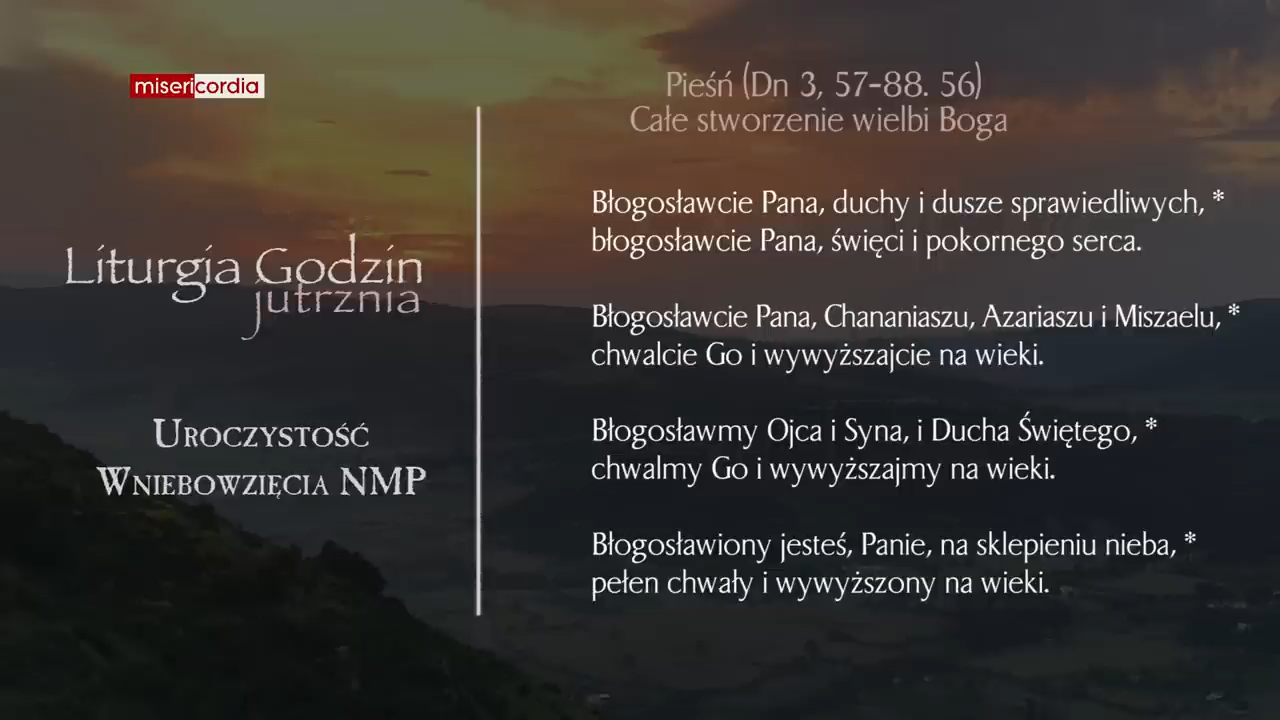 misericordia
Liturgia Godzin
jutrznia
Uroczystość
Wniebowzięcia NMP
Pieśń (Dn 3, 57-88. 56)
Całe stworzenie wielbi Boga
Błogosławcie Pana, duchy i dusze sprawiedliwych, *
błogosławcie Pana, święci i pokornego serca.
Błogosławcie Pana, Chananiaszu, Azariaszu i Miszaelu, *
chwalcie Go i wywyższajcie na wieki.
Błogosławmy Ojca i Syna, i Ducha Świętego, *
chwalmy Go i wywyższajmy na wieki.
Błogosławiony jesteś, Panie, na sklepieniu nieba, *
pełen chwały i wywyższony na wieki.